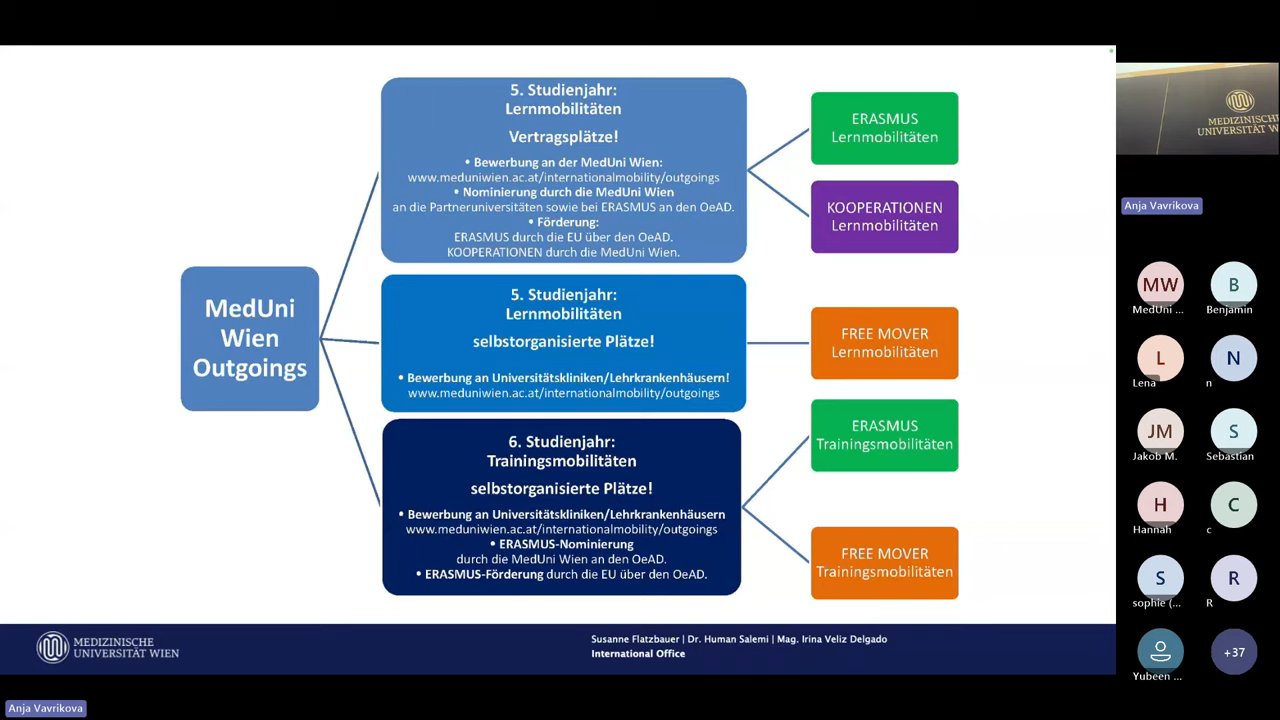 5. Studienjahr:
Lernmobilitäten
Vertragsplätze!
• Bewerbung an der MedUni Wien:
www.meduniwien.ac.at/internationalmobility/outgoings
• Nominierung durch die MedUni Wien
an die Partneruniversitäten sowie bei ERASMUS an den OeAD.
• Förderung:
ERASMUS durch die EU über den OeAD.
KOOPERATIONEN durch die MedUni Wien.
ERASMUS
Lernmobilitäten
KOOPERATIONEN
Lernmobilitäten
MedUni
Wien
Outgoings
5. Studienjahr:
Lernmobilitäten
selbstorganisierte Plätze!
• Bewerbung an Universitätskliniken/Lehrkrankenhäusern!
www.meduniwien.ac.at/internationalmobility/outgoings
FREE MOVER
Lernmobilitäten
6. Studienjahr:
Trainingsmobilitäten
selbstorganisierte Plätze!
• Bewerbung an Universitätskliniken/Lehrkrankenhäusern
www.meduniwien.ac.at/internationalmobility/outgoings
• ERASMUS-Nominierung
durch die MedUni Wien an den OeAD.
• ERASMUS-Förderung durch die EU über den OeAD.
ERASMUS
Trainingsmobilitäten
FREE MOVER
Trainingsmobilitäten
MEDIZINISCHE
UNIVERSITÄT WIEN
Susanne Flatzbauer | Dr. Human Salemi | Mag. Irina Veliz Delgado
International Office
Anja Vavrikova
MEDIZINISCHE
UNIVERSITÄT WIEN
Anja Vavrikova
MW
MedUni ...
B
Benjamin
L
Lena
N
n
JM
Jakob M.
S
Sebastian
H
Hannah
C
c
S
sophie (...
R
R
Yubeen ...
+37